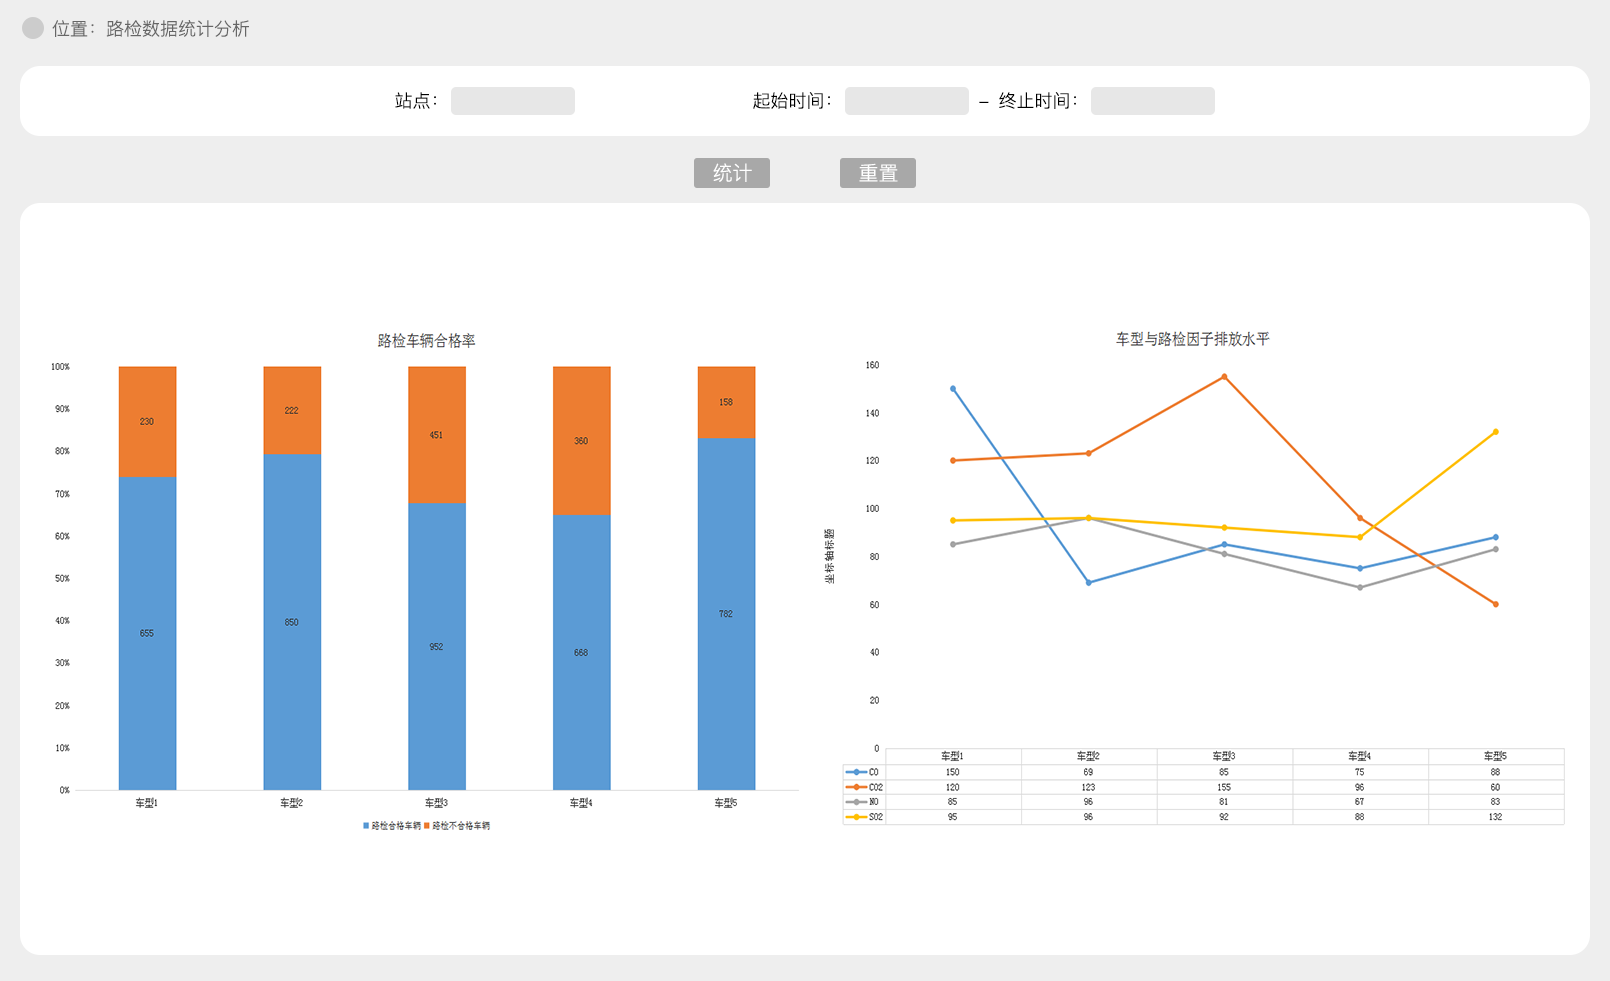 位置：路检数据统计分析
站点：
起始时间：
– 终止时间：
统计
重置
路检车辆合格率
100%
90%
80%
70%
60%
50%
40%
30%
20%
10%
0%
230
222
451
360
158
655
850
952
668
782
车型1
车型2
车型3
车型4
车型5
路检合格车辆
路检不合格车辆
车型与路检因子排放水平
坐标轴标题
160
140
120
100
80
60
40
20
0
车型1 车型2 车型3 车型4 车型5
CO 150 69 85 75 88
CO2 120 123 155 96 60
NO 85 96 81 67 83
SO2 95 96 92 88 132